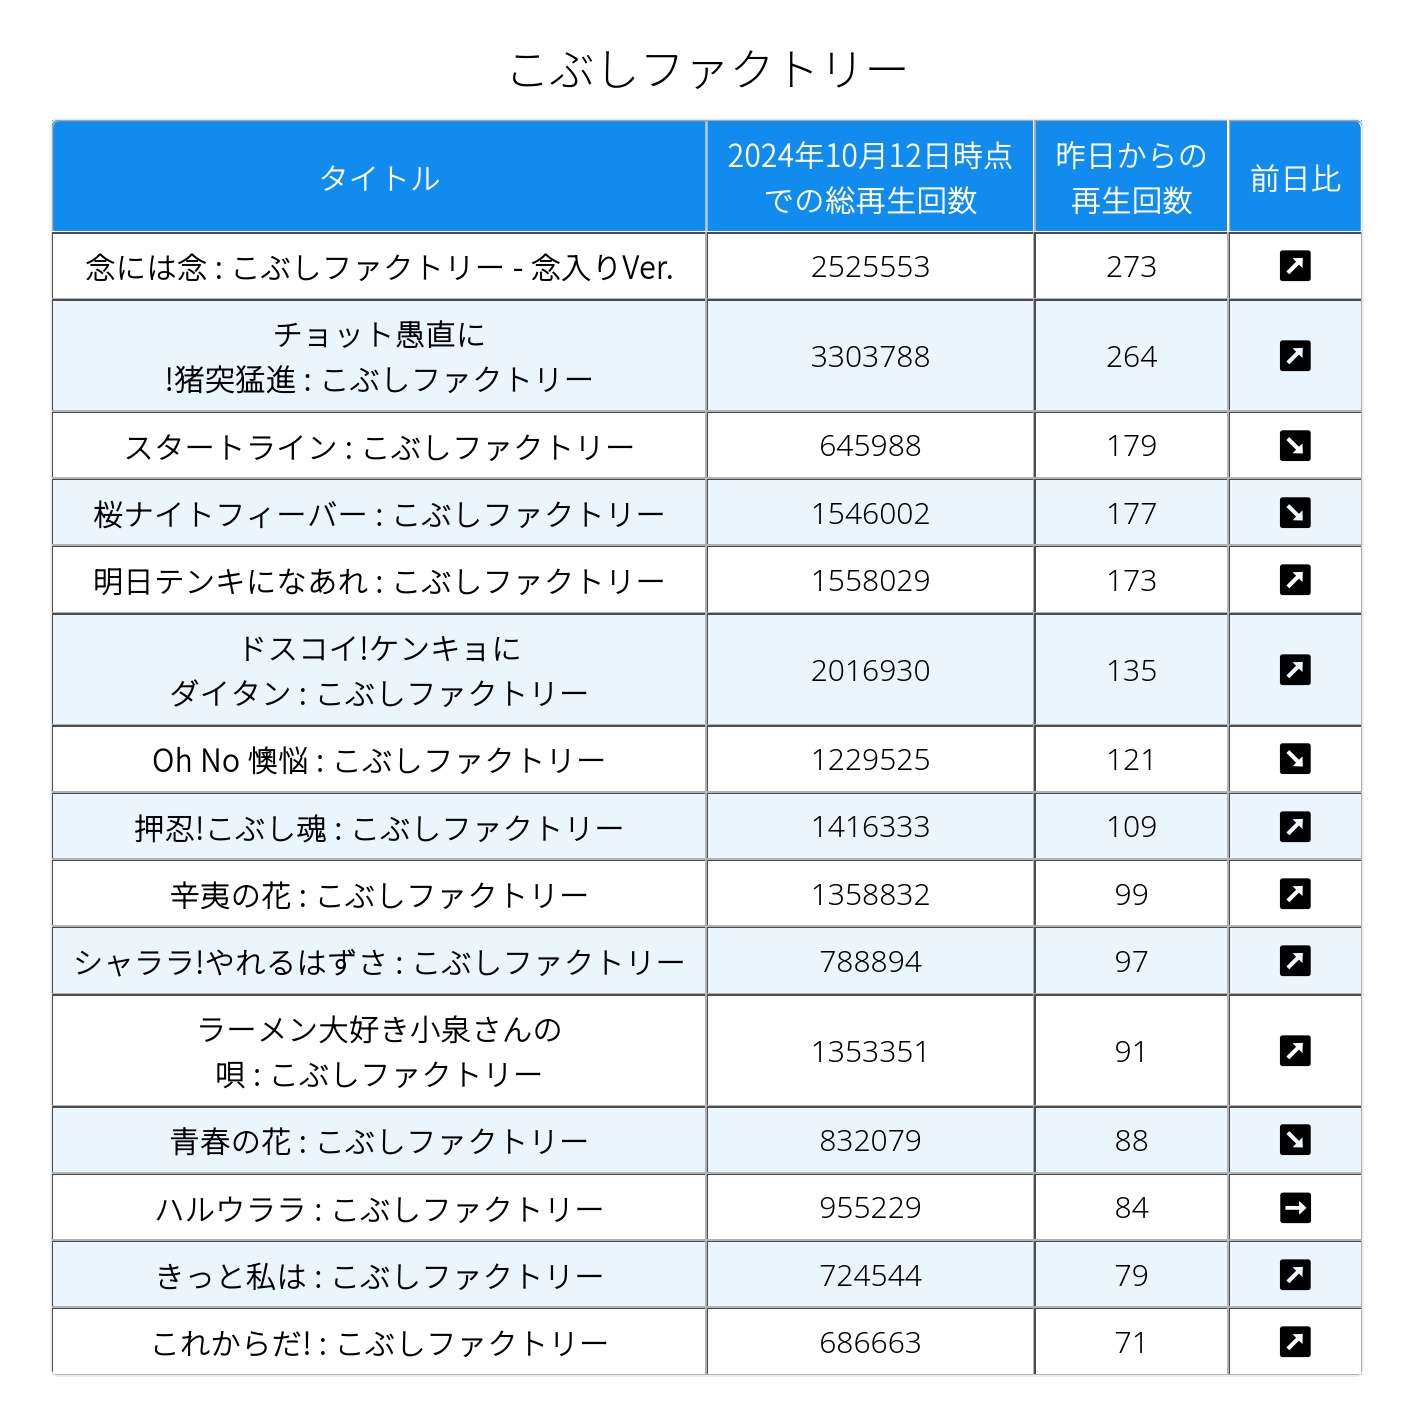 こぶしファクトリー
タイトル
2024年10月12日時点
での総再生回数
昨日からの
再生回数
前日比
念には念 : こぶしファクトリー - 念入りVer.
2525553
273
チョット愚直に
!猪突猛進 : こぶしファクトリー
3303788
264
スタートライン : こぶしファクトリー
645988
179
桜ナイトフィーバー : こぶしファクトリー
1546002
177
明日テンキになあれ : こぶしファクトリー
1558029
173
ドスコイ!ケンキョに
ダイタン : こぶしファクトリー
2016930
135
Oh No 懊悩 : こぶしファクトリー
1229525
121
押忍!こぶし魂 : こぶしファクトリー
1416333
109
辛夷の花 : こぶしファクトリー
1358832
99
シャララ!やれるはずさ : こぶしファクトリー
788894
97
ラーメン大好き小泉さんの
唄 : こぶしファクトリー
1353351
91
青春の花 : こぶしファクトリー
832079
88
ハルウララ : こぶしファクトリー
955229
84
きっと私は : こぶしファクトリー
724544
79
これからだ! : こぶしファクトリー
686663
71